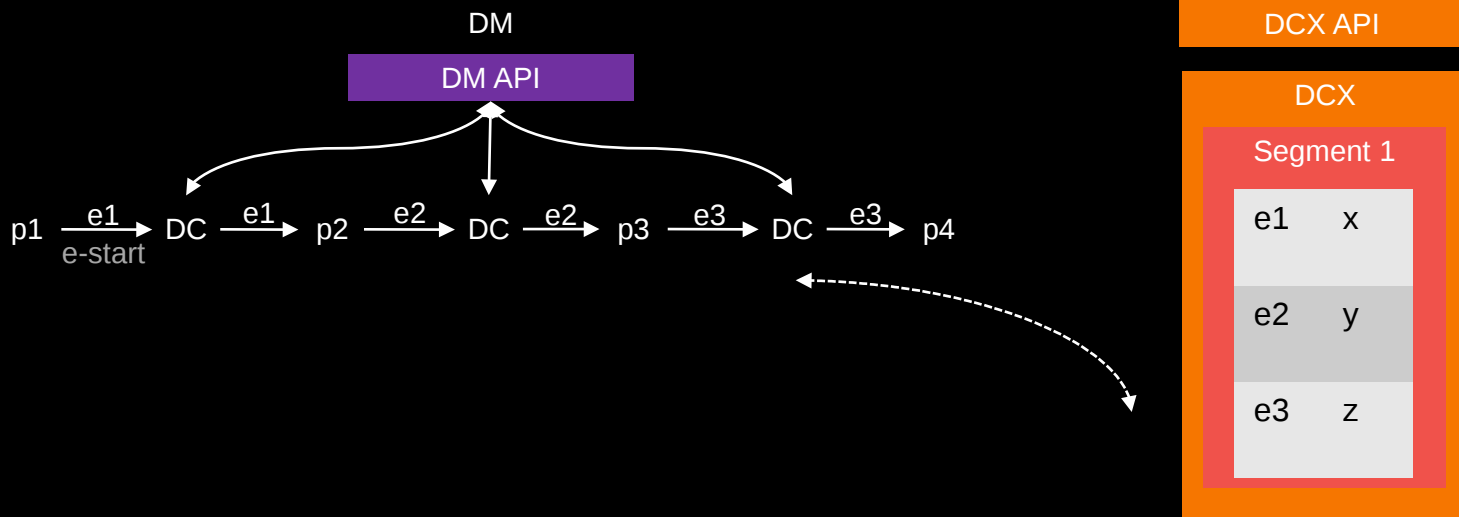 DM
DM API
p1 e1 DC e1 p2 e2 DC e2 p3 e3 DC e3 p4
e-start
DCX API
DCX
Segment 1
e1 x
e2 y
e3 z